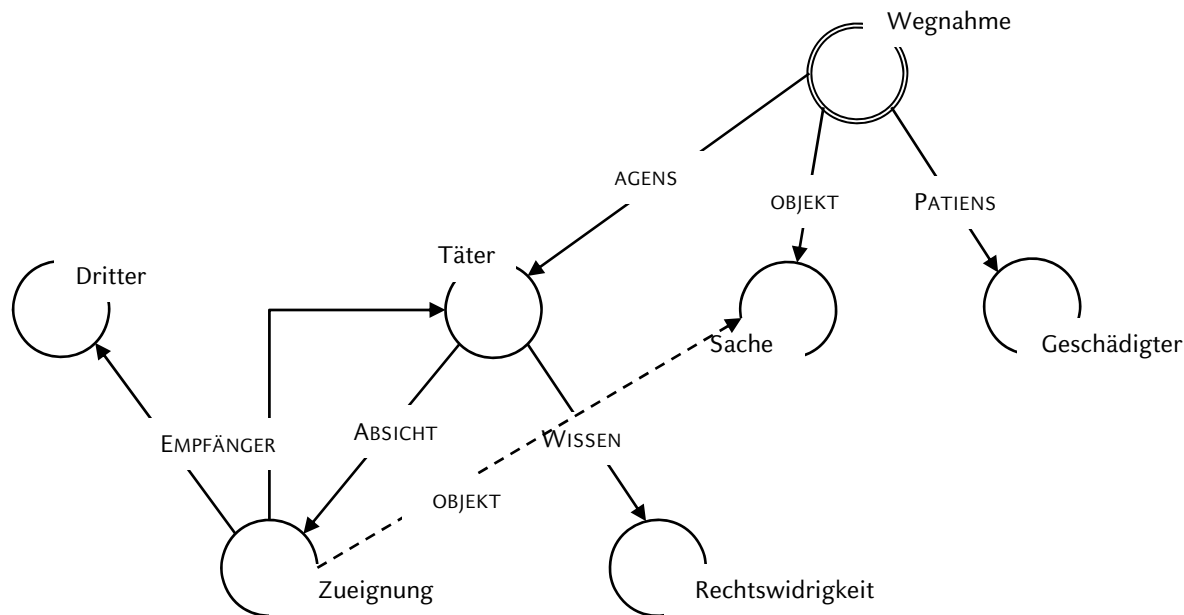 Wegnahme
AGENS
OBJEKT
PATIENS
Täter
Dritter
Sache
Geschädigter
EMPFÄNGER
ABSICHT
WISSEN
OBJEKT
Zueignung
Rechtswidrigkeit